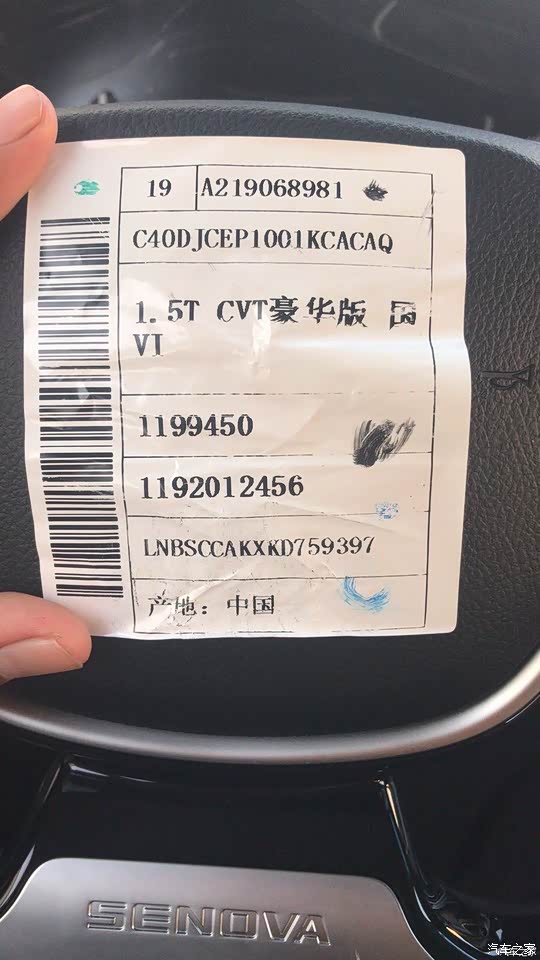 19 A219068981
C40DJCEP1001KCACAQ
1.5T CVT豪华版 国
VI
1199450
1192012456
LNBSCCAKXKD759397
产地：中国
SENOVA
汽车之家